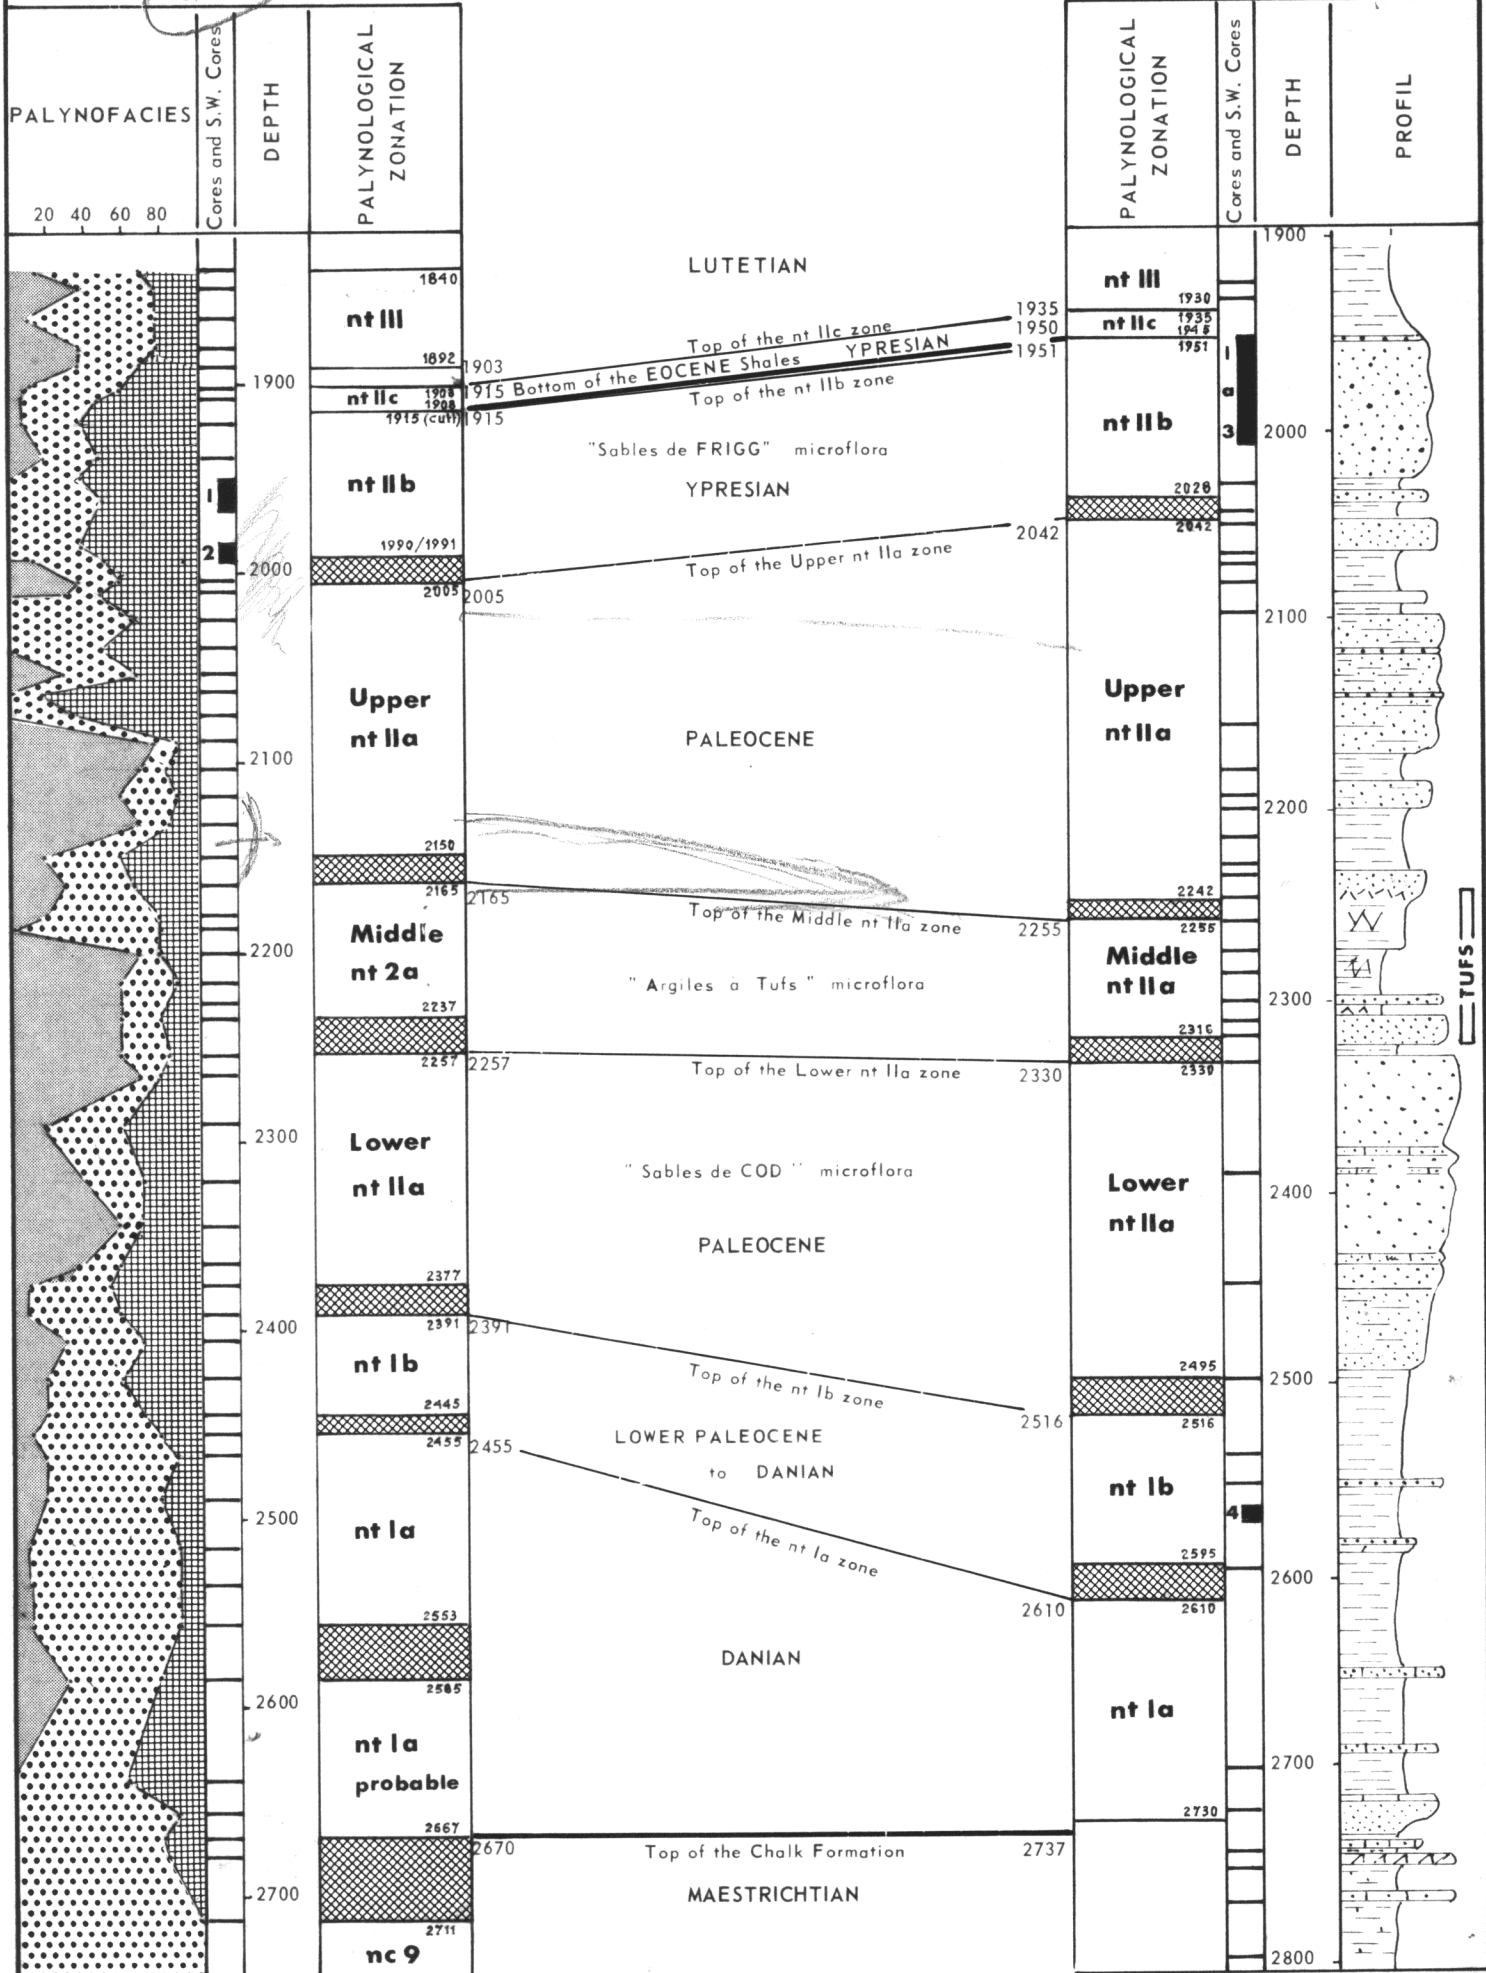 PALYNOFACIES
20 40 60 80
Cores and S.W. Cores
DEPTH
PALYNOLOGICAL
ZONATION
PALYNOLOGICAL
ZONATION
Cores and S.W. Cores
DEPTH
PROFIL
1
2
1900
2000
2100
2200
2300
2400
2500
2600
2700
1840
nt III
1892
nt IIc
1908
1908
1915 (cutt)
nt IIb
1990/1991
2005
Upper
nt IIa
2150
2165
Middle
nt 2a
2237
2257
Lower
nt IIa
2377
2391
nt Ib
2445
2455
nt Ia
2553
2585
nt Ia
probable
2667
2711
nc 9
LUTETIAN
1903
Top of the nt IIc zone
1935
1915
Bottom of the EOCENE Shales YPRESIAN
1950
1915
Top of the nt IIb zone
1951
"Sables de FRIGG" microflora
YPRESIAN
2005
Top of the Upper nt IIa zone
2042
PALEOCENE
2165
Top of the Middle nt IIa zone
2255
"Argiles à Tufs" microflora
2257
Top of the Lower nt IIa zone
2330
"Sables de COD" microflora
PALEOCENE
2391
Top of the nt Ib zone
2516
LOWER PALEOCENE
to DANIAN
2455
Top of the nt Ia zone
2610
DANIAN
2670
Top of the Chalk Formation
2737
MAESTRICHTIAN
nt III
1930
nt IIc
1935
1945
1951
nt IIb
2028
2042
Upper
nt IIa
2242
2255
Middle
nt IIa
2316
2330
Lower
nt IIa
2495
2516
nt Ib
2595
2610
nt Ia
2730
1
a
3
4
1900
2000
2100
2200
2300
2400
2500
2600
2700
2800
TUFS